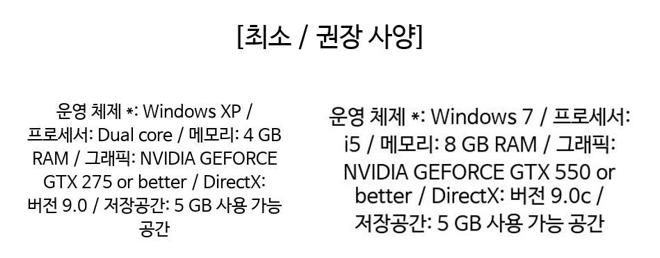 [최소 / 권장 사양]
운영 체제 *: Windows XP /
프로세서: Dual core / 메모리: 4 GB
RAM / 그래픽: NVIDIA GEFORCE
GTX 275 or better / DirectX:
버전 9.0 / 저장공간: 5 GB 사용 가능
공간
운영 체제 *: Windows 7 / 프로세서:
i5 / 메모리: 8 GB RAM / 그래픽:
NVIDIA GEFORCE GTX 550 or
better / DirectX: 버전 9.0c /
저장공간: 5 GB 사용 가능 공간